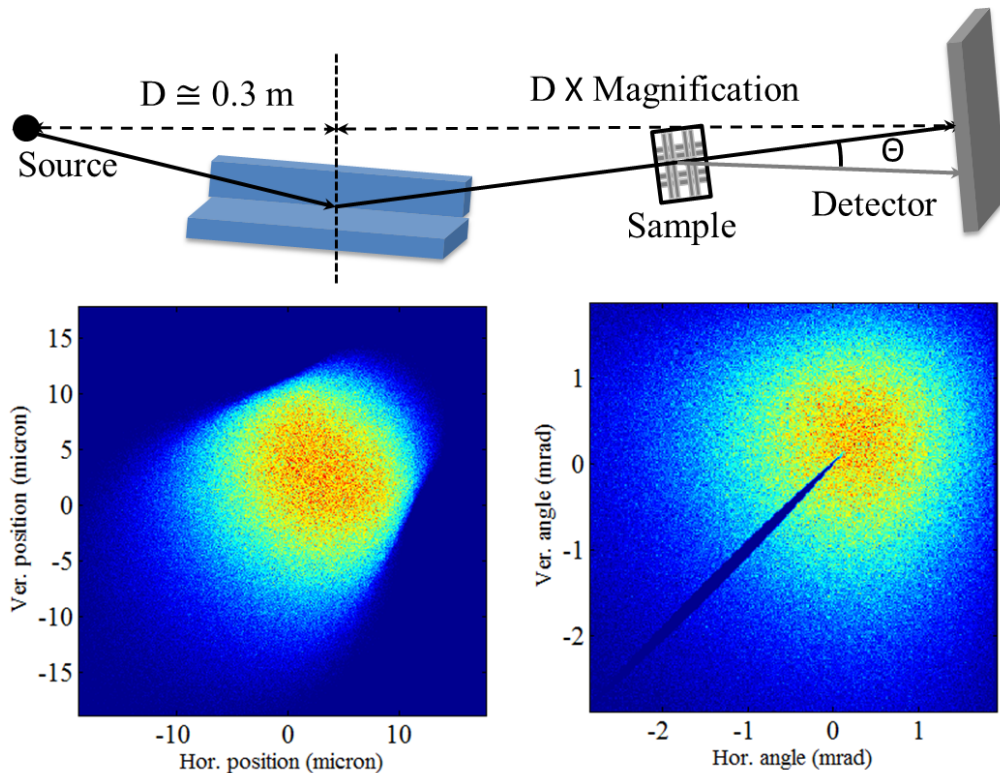 D ≅ 0.3 m
D X Magnification
Source
Θ
Sample
Detector
15
10
5
0
-5
-10
-15
Ver. position (micron)
-10
0
10
Hor. position (micron)
1
0
-1
-2
Ver. angle (mrad)
-2
-1
0
1
Hor. angle (mrad)